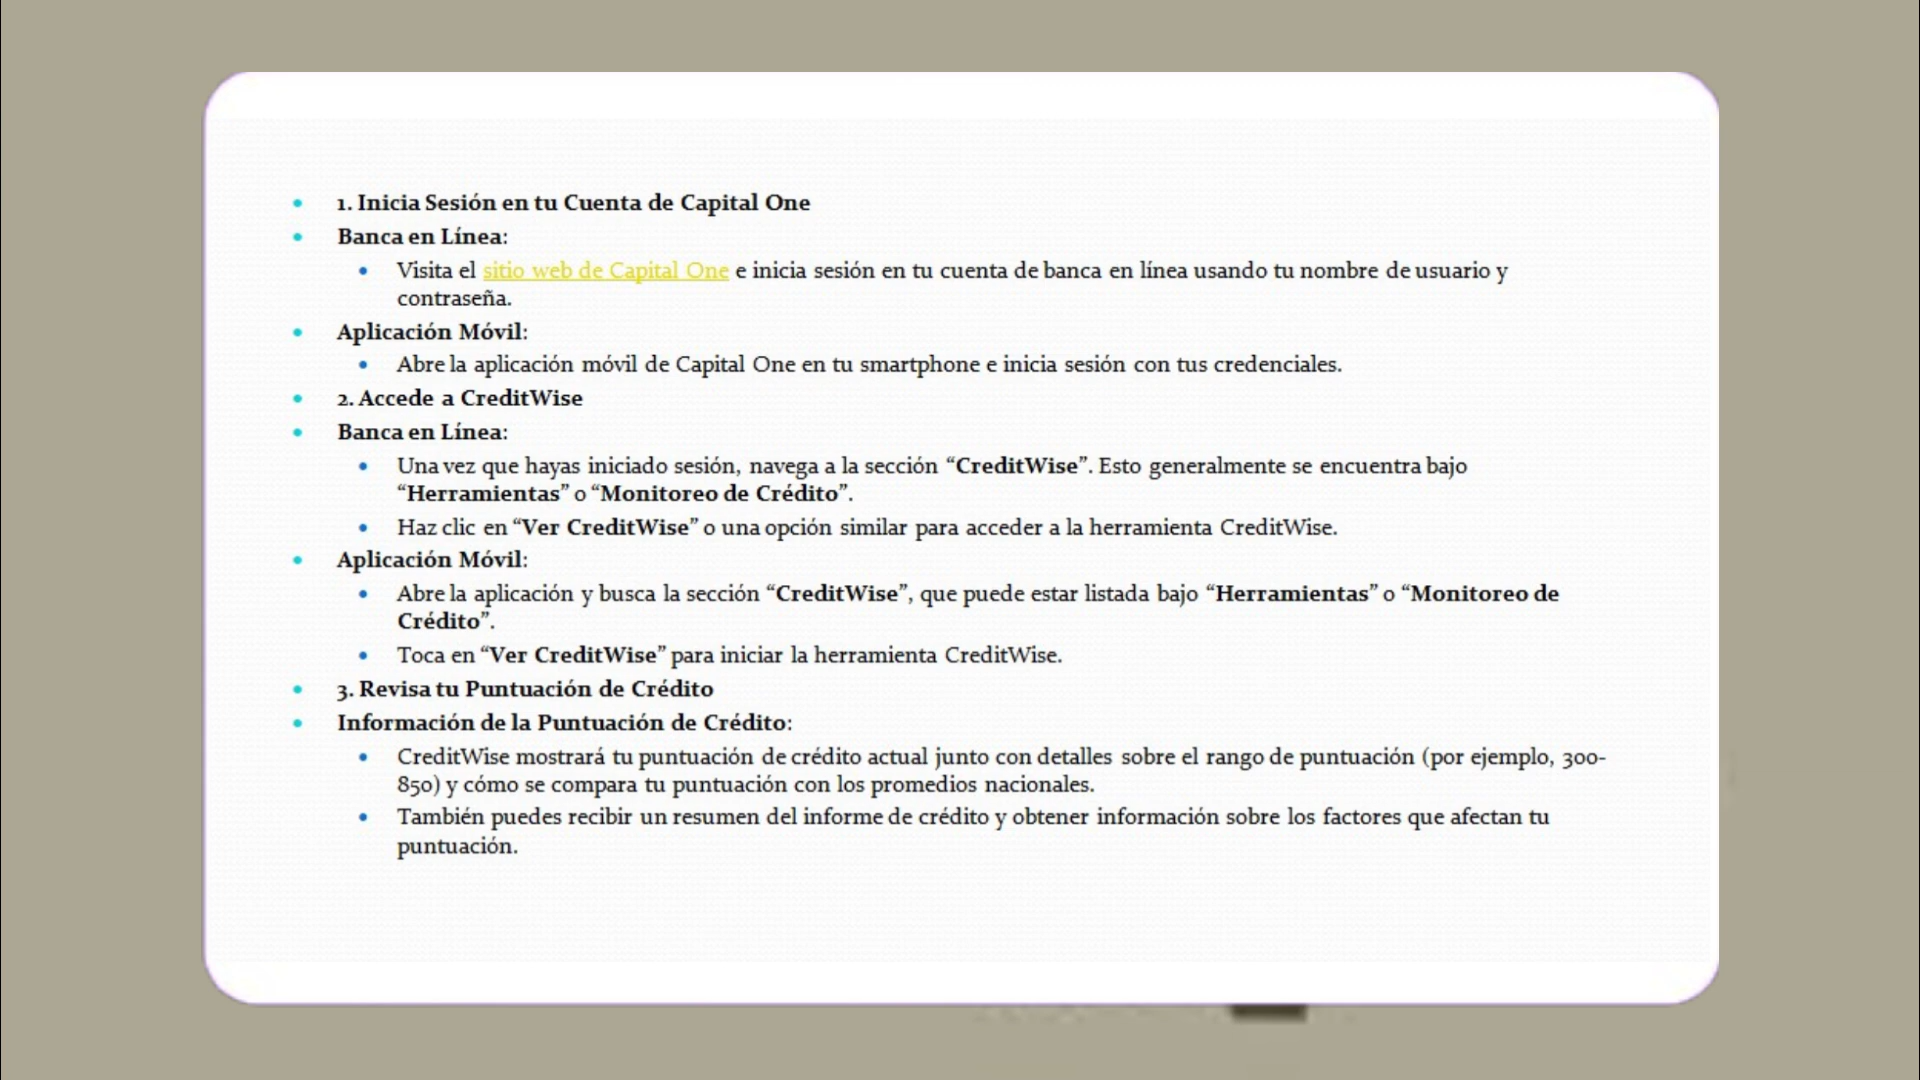 1. Inicia Sesión en tu Cuenta de Capital One
Banca en Línea:
Visita el sitio web de Capital One e inicia sesión en tu cuenta de banca en línea usando tu nombre de usuario y
contraseña.
Aplicación Móvil:
Abre la aplicación móvil de Capital One en tu smartphone e inicia sesión con tus credenciales.
2. Accede a CreditWise
Banca en Línea:
Una vez que hayas iniciado sesión, navega a la sección “CreditWise”. Esto generalmente se encuentra bajo
“Herramientas” o “Monitoreo de Crédito”.
Haz clic en “Ver CreditWise” o una opción similar para acceder a la herramienta CreditWise.
Aplicación Móvil:
Abre la aplicación y busca la sección “CreditWise”, que puede estar listada bajo “Herramientas” o “Monitoreo de
Crédito”.
Toca en “Ver CreditWise” para iniciar la herramienta CreditWise.
3. Revisa tu Puntuación de Crédito
Información de la Puntuación de Crédito:
CreditWise mostrará tu puntuación de crédito actual junto con detalles sobre el rango de puntuación (por ejemplo, 300-
850) y cómo se compara tu puntuación con los promedios nacionales.
También puedes recibir un resumen del informe de crédito y obtener información sobre los factores que afectan tu
puntuación.